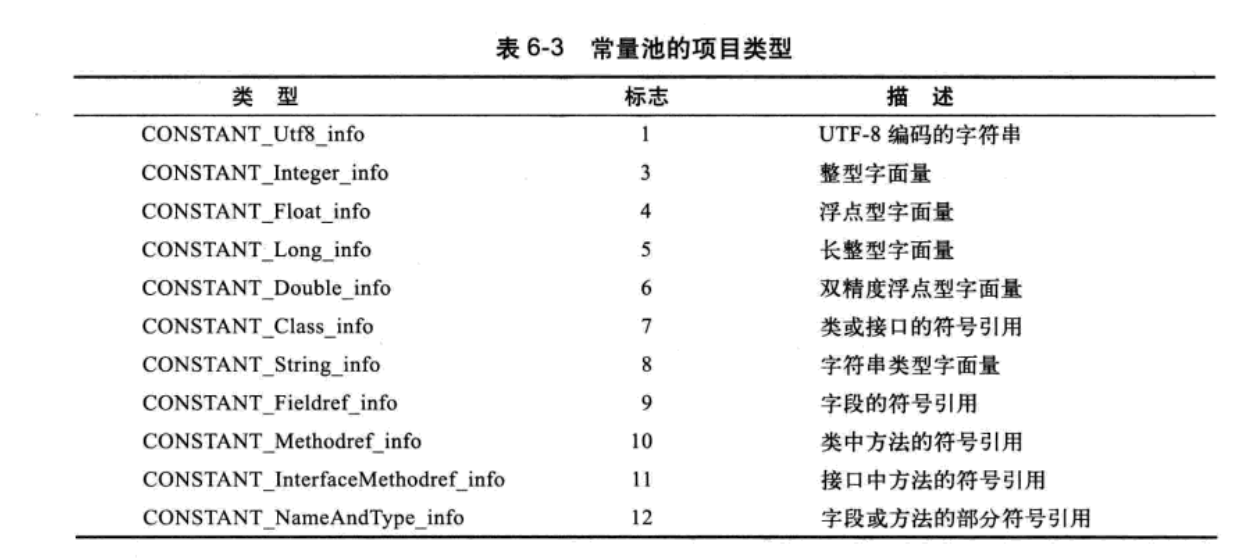 表 6-3 常量池的项目类型
类 型 标志 描 述
CONSTANT_Utf8_info 1 UTF-8 编码的字符串
CONSTANT_Integer_info 3 整型字面量
CONSTANT_Float_info 4 浮点型字面量
CONSTANT_Long_info 5 长整型字面量
CONSTANT_Double_info 6 双精度浮点型字面量
CONSTANT_Class_info 7 类或接口的符号引用
CONSTANT_String_info 8 字符串类型字面量
CONSTANT_Fieldref_info 9 字段的符号引用
CONSTANT_Methodref_info 10 类中方法的符号引用
CONSTANT_InterfaceMethodref_info 11 接口中方法的符号引用
CONSTANT_NameAndType_info 12 字段或方法的部分符号引用